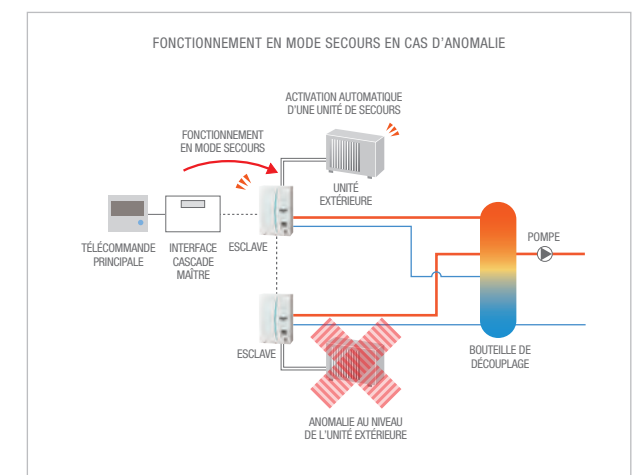 FONCTIONNEMENT EN MODE SECOURS EN CAS D'ANOMALIE
ACTIVATION AUTOMATIQUE
D'UNE UNITÉ DE SECOURS
FONCTIONNEMENT
EN MODE SECOURS
UNITÉ
EXTÉRIEURE
TÉLÉCOMMANDE
PRINCIPALE
INTERFACE
CASCADE
MAÎTRE
ESCLAVE
POMPE
ESCLAVE
BOUTEILLE DE
DÉCOUPLAGE
ANOMALIE AU NIVEAU
DE L'UNITÉ EXTÉRIEURE